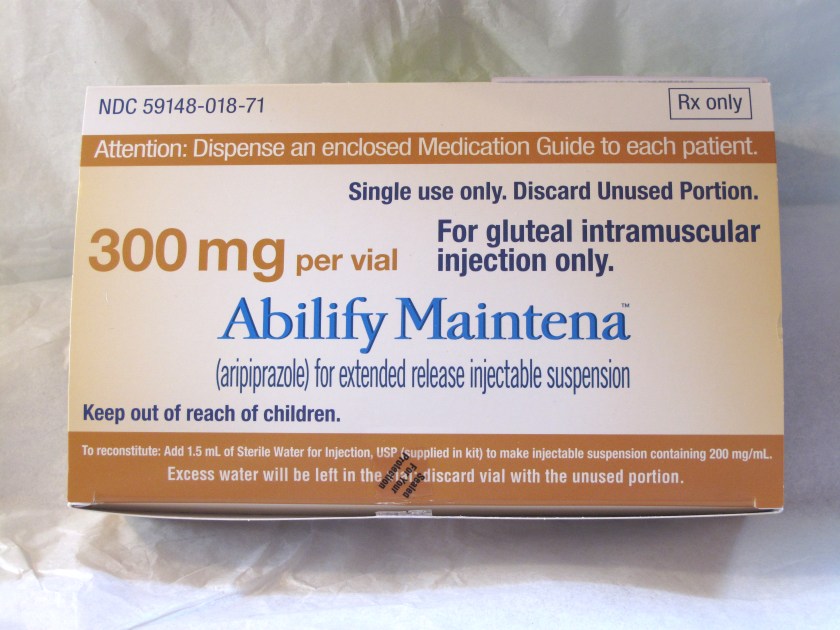 NDC 59148-018-71
Rx only
Attention: Dispense an enclosed Medication Guide to each patient.
Single use only. Discard Unused Portion.
300 mg per vial
For gluteal intramuscular
injection only.
Abilify Maintena™
(aripiprazole) for extended release injectable suspension
Keep out of reach of children.
To reconstitute: Add 1.5 mL of Sterile Water for Injection, USP (supplied in kit) to make injectable suspension containing 200 mg/mL.
Excess water will be left in the discard vial with the unused portion.
Sealed
For Your
Protection